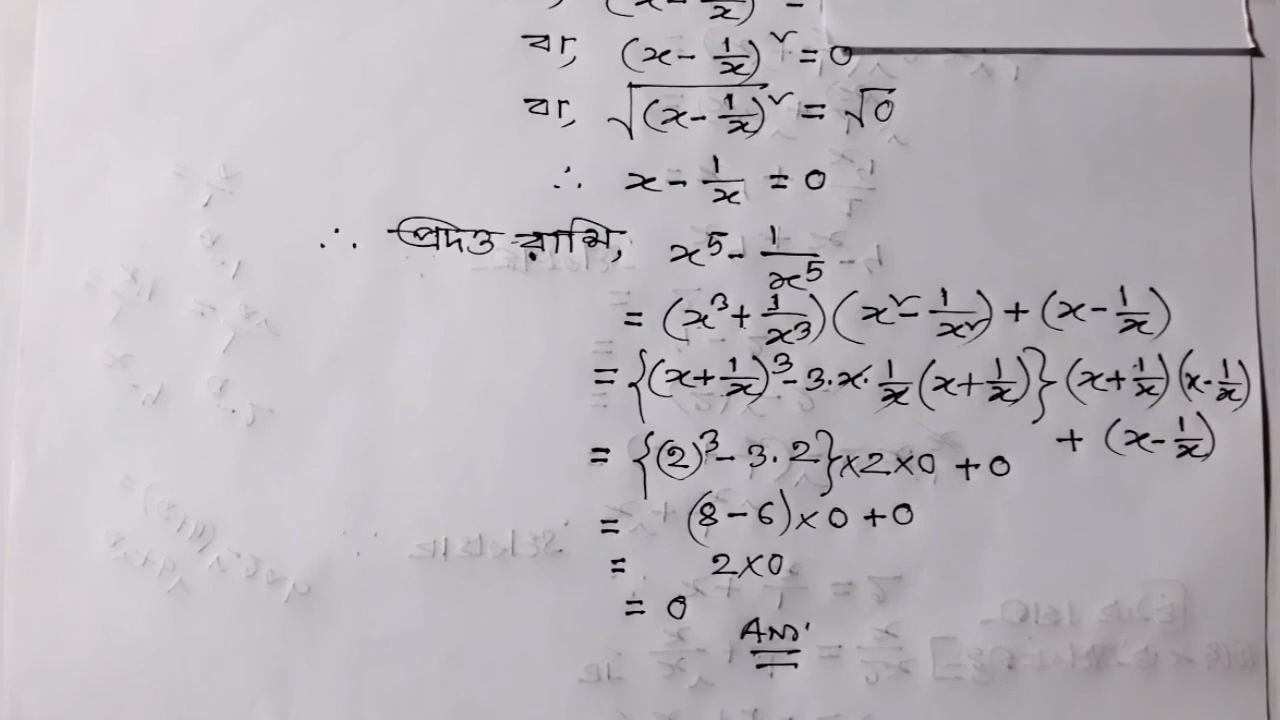 বা, (x - 1/x)² = 0
বা, √(x - 1/x)² = √0
∴ x - 1/x = 0
∴ প্রদত্ত রাশি, x⁵ - 1/x⁵
= (x³ + 1/x³)(x² - 1/x²) + (x - 1/x)
= {(x + 1/x)³ - 3·x·1/x(x + 1/x)}(x + 1/x)(x - 1/x)
+ (x - 1/x)
= {(2)³ - 3·2}×2×0 + 0
= (8 - 6)×0 + 0
= 2×0
= 0
Ans'